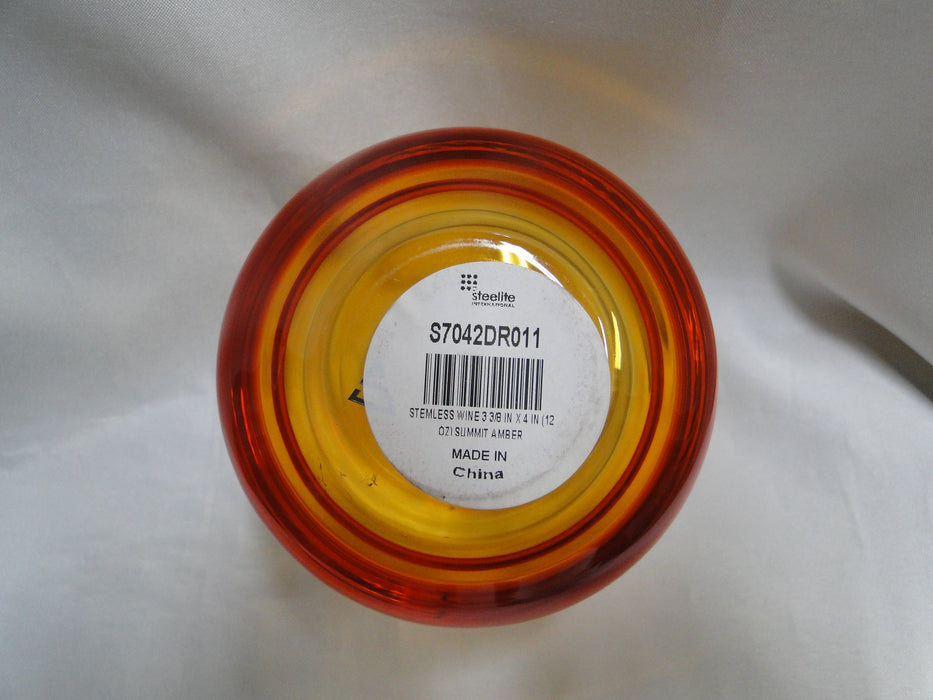 steelite
INTERNATIONAL
S7042DR011
STEMLESS WINE 3 3/8 IN X 4 IN (12
OZ) SUMMIT AMBER
MADE IN
China